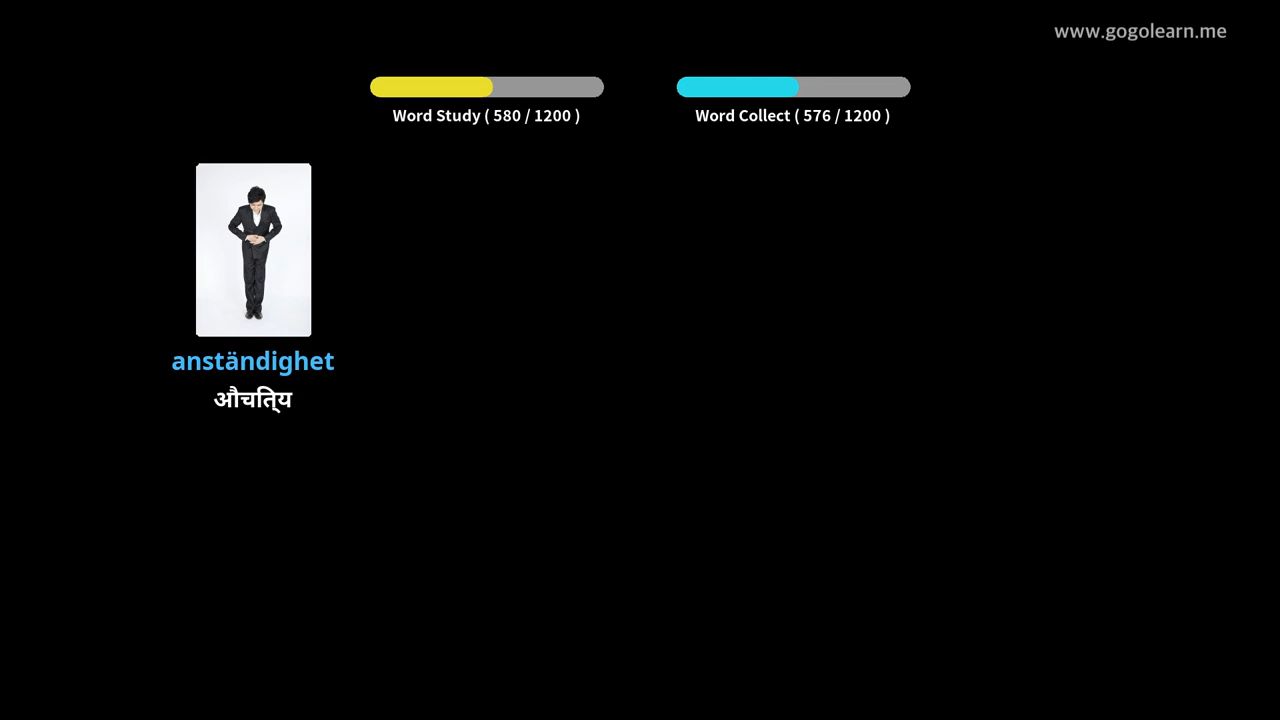 www.gogolearn.me
Word Study ( 580 / 1200 )
Word Collect ( 576 / 1200 )
anständighet
औचित्य